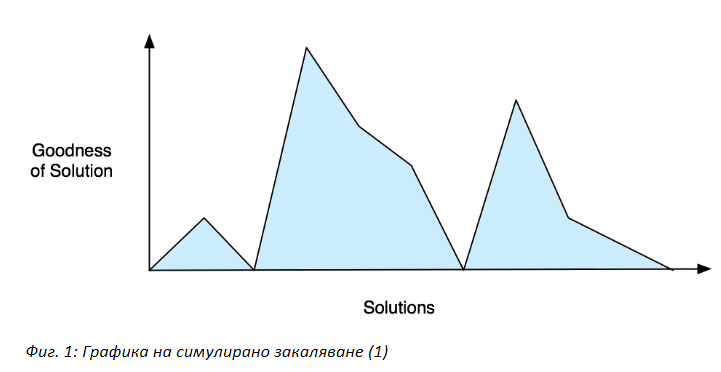 Goodness
of Solution
Solutions
Фиг. 1: Графика на симулирано закаляване (1)